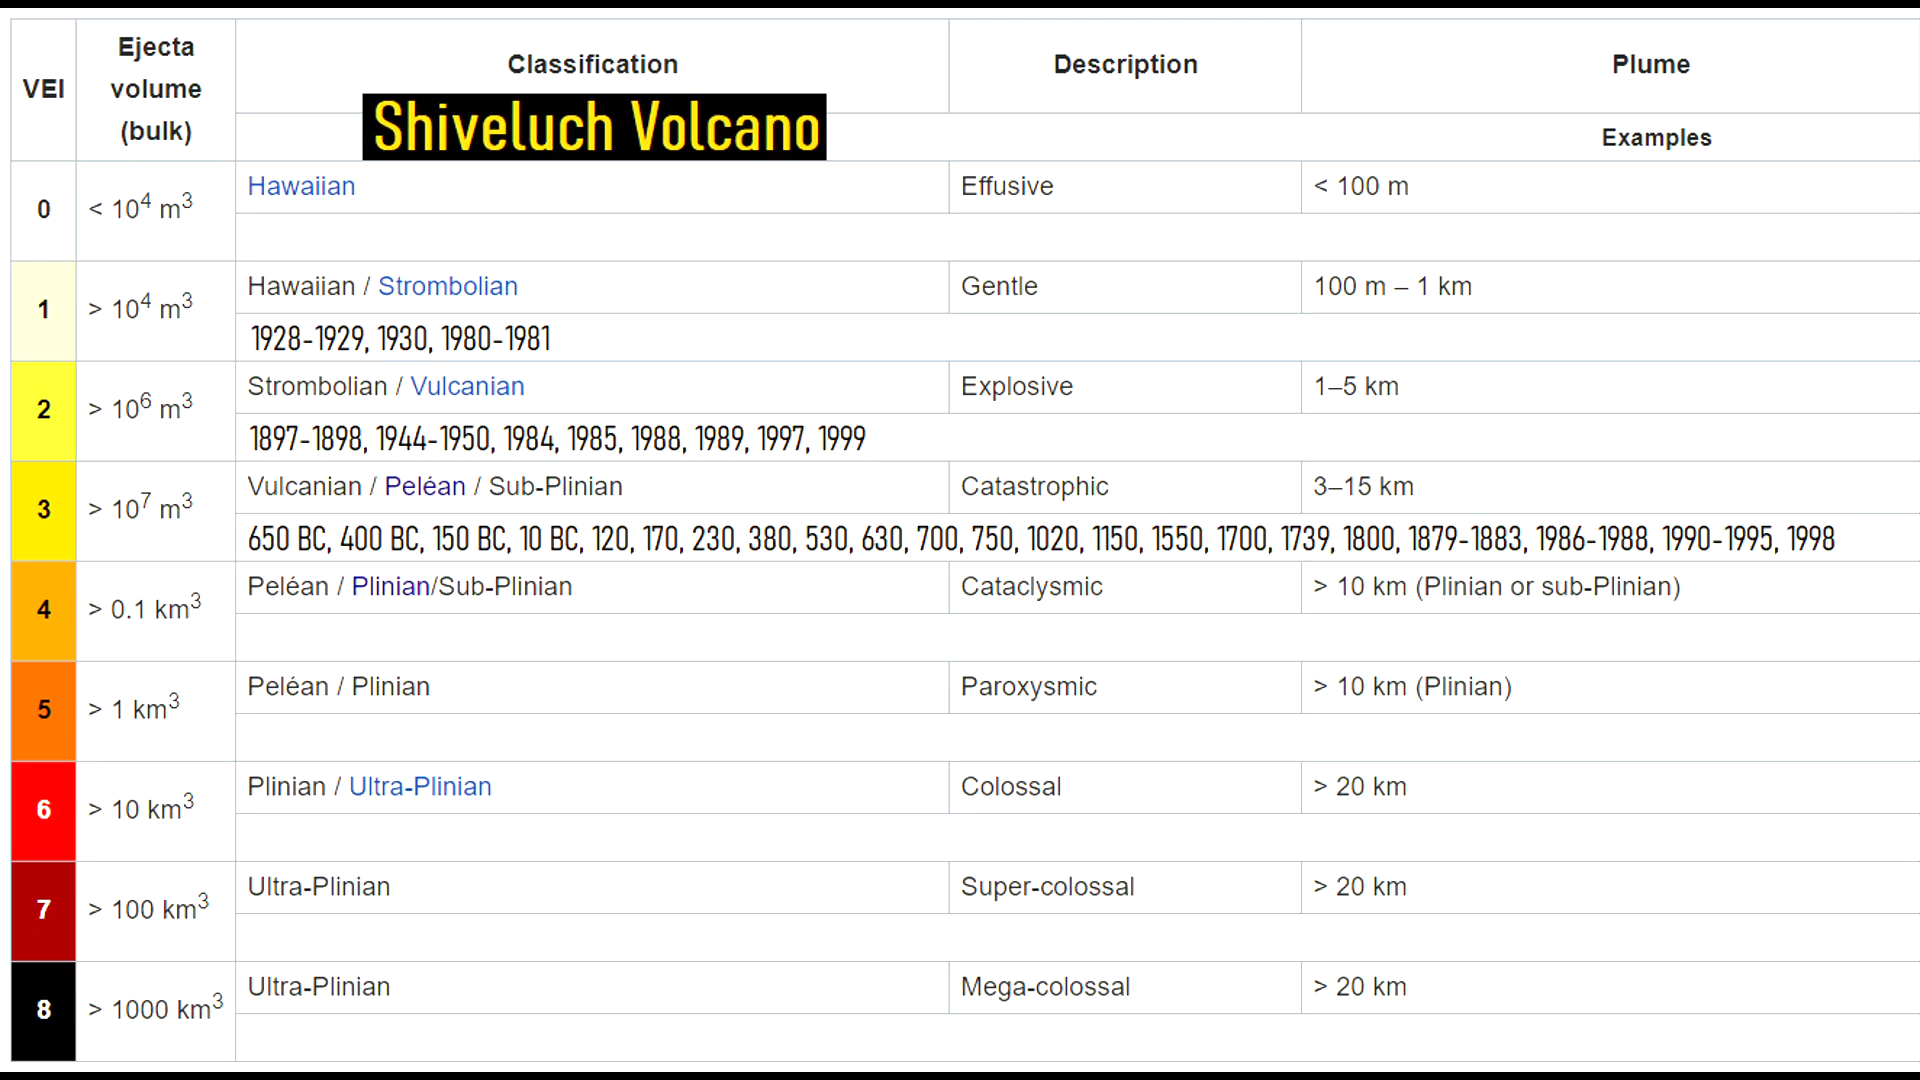 VEI
Ejecta
volume
(bulk)
Classification
Description
Plume
Shiveluch Volcano
Examples
0
< 10⁴ m³
Hawaiian
Effusive
< 100 m
1
> 10⁴ m³
Hawaiian / Strombolian
Gentle
100 m – 1 km
1928-1929, 1930, 1980-1981
2
> 10⁶ m³
Strombolian / Vulcanian
Explosive
1–5 km
1897-1898, 1944-1950, 1984, 1985, 1988, 1989, 1997, 1999
3
> 10⁷ m³
Vulcanian / Peléan / Sub-Plinian
Catastrophic
3–15 km
650 BC, 400 BC, 150 BC, 10 BC, 120, 170, 230, 380, 530, 630, 700, 750, 1020, 1150, 1550, 1700, 1739, 1800, 1879-1883, 1986-1988, 1990-1995, 1998
4
> 0.1 km³
Peléan / Plinian/Sub-Plinian
Cataclysmic
> 10 km (Plinian or sub-Plinian)
5
> 1 km³
Peléan / Plinian
Paroxysmic
> 10 km (Plinian)
6
> 10 km³
Plinian / Ultra-Plinian
Colossal
> 20 km
7
> 100 km³
Ultra-Plinian
Super-colossal
> 20 km
8
> 1000 km³
Ultra-Plinian
Mega-colossal
> 20 km